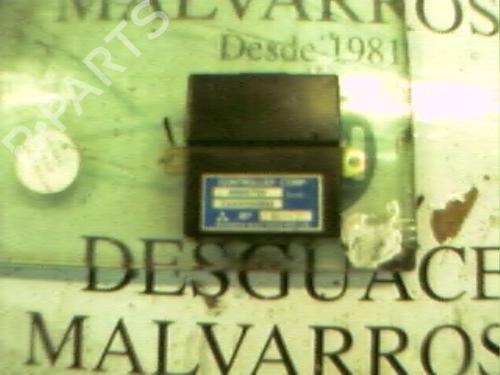 MALVARROS
Desde 1981
B-PARTS
CONTROLLER COMP
DESGUACE
MALVARROS